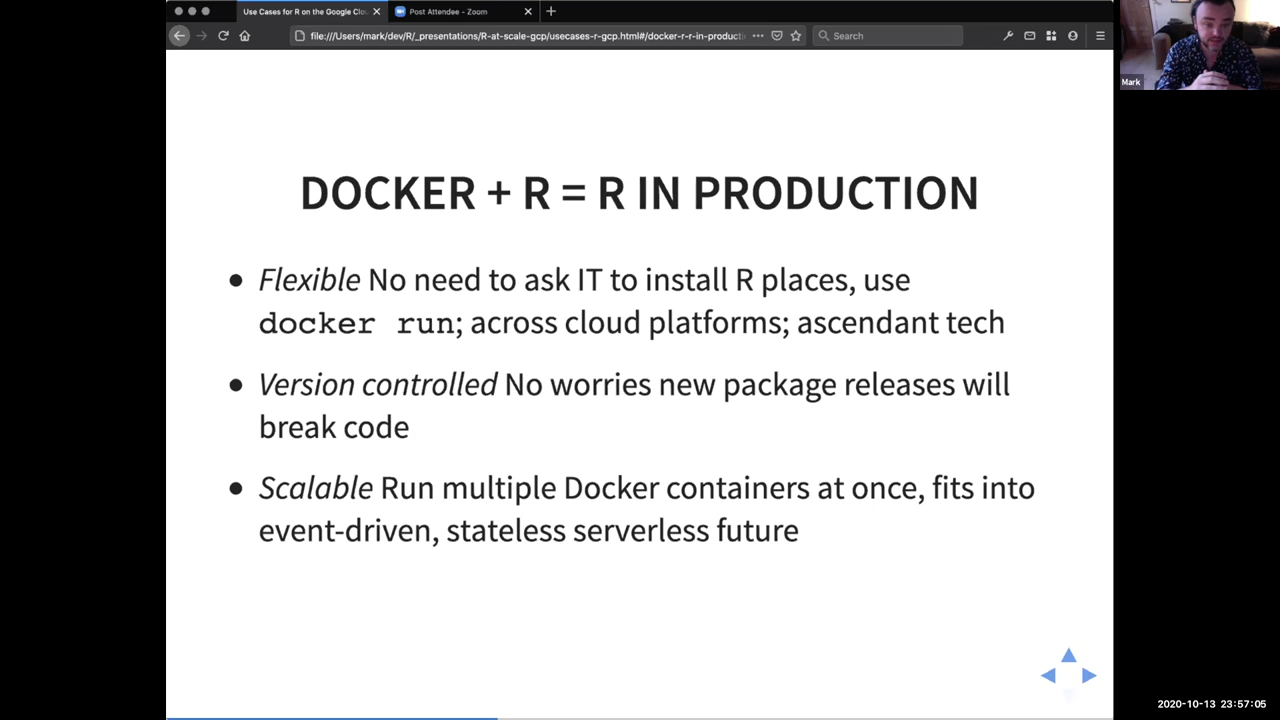 Use Cases for R on the Google Clou
Post Attendee - Zoom
file:///Users/mark/dev/R/_presentations/R-at-scale-gcp/usecases-r-gcp.html#/docker-r-r-in-producti
Search
Mark
DOCKER + R = R IN PRODUCTION
• Flexible No need to ask IT to install R places, use
docker run; across cloud platforms; ascendant tech
• Version controlled No worries new package releases will
break code
• Scalable Run multiple Docker containers at once, fits into
event-driven, stateless serverless future
2020-10-13 23:57:05